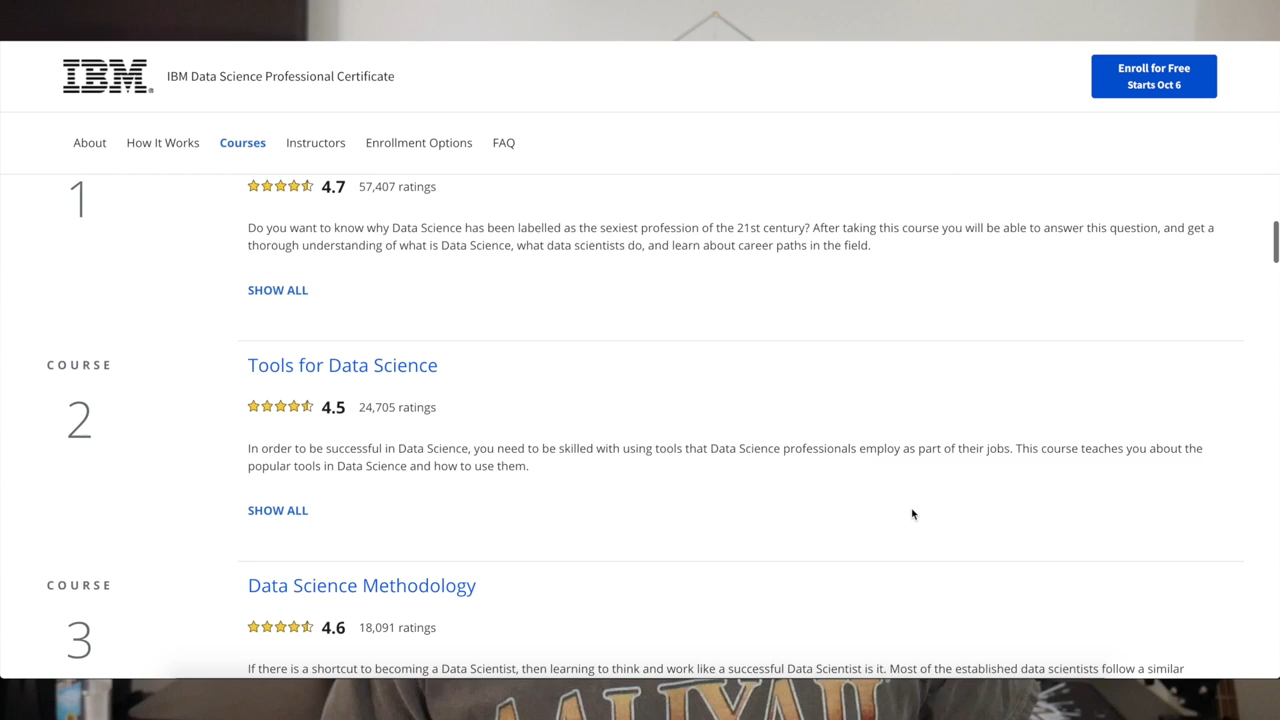 IBM
IBM Data Science Professional Certificate
Enroll for Free
Starts Oct 6
About How It Works Courses Instructors Enrollment Options FAQ
1
4.7 57,407 ratings
Do you want to know why Data Science has been labelled as the sexiest profession of the 21st century? After taking this course you will be able to answer this question, and get a
thorough understanding of what is Data Science, what data scientists do, and learn about career paths in the field.
SHOW ALL
COURSE
2
Tools for Data Science
4.5 24,705 ratings
In order to be successful in Data Science, you need to be skilled with using tools that Data Science professionals employ as part of their jobs. This course teaches you about the
popular tools in Data Science and how to use them.
SHOW ALL
COURSE
3
Data Science Methodology
4.6 18,091 ratings
If there is a shortcut to becoming a Data Scientist, then learning to think and work like a successful Data Scientist is it. Most of the established data scientists follow a similar